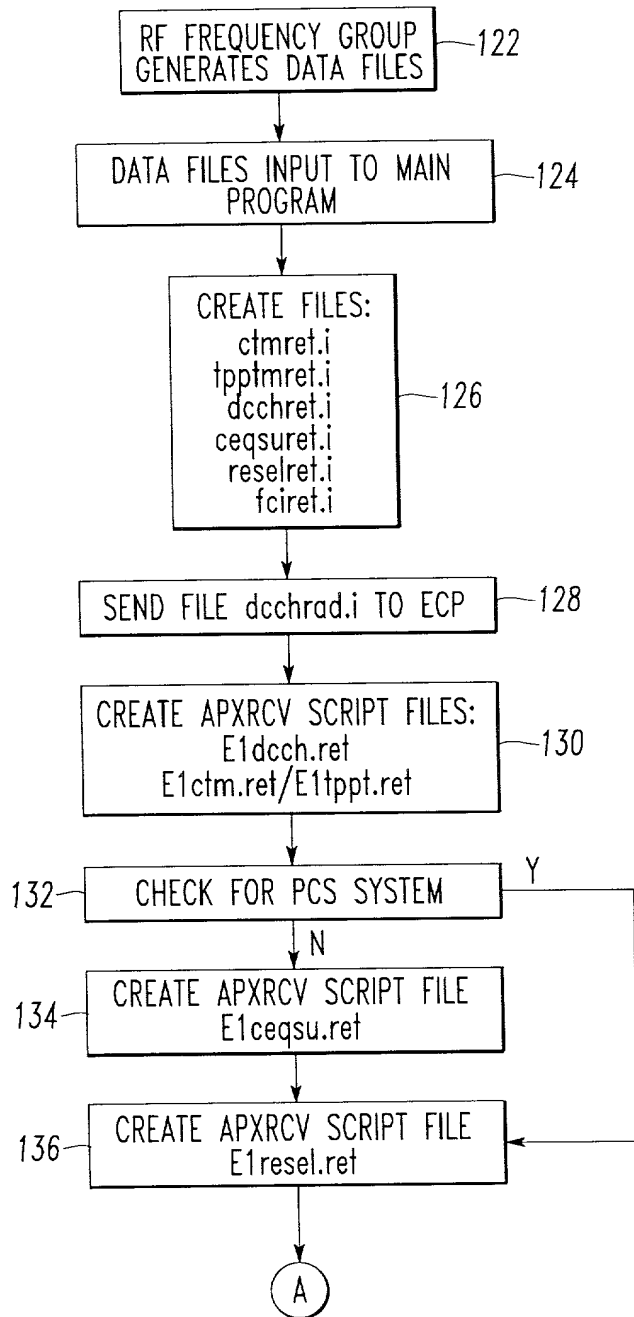 RF FREQUENCY GROUP
GENERATES DATA FILES
122
DATA FILES INPUT TO MAIN
PROGRAM
124
CREATE FILES:
ctmret.i
tpptmret.i
dcchret.i
ceqsuret.i
reselret.i
fciret.i
126
SEND FILE dcchrad.i TO ECP
128
CREATE APXRCV SCRIPT FILES:
E1dcch.ret
E1ctm.ret/E1tppt.ret
130
132
CHECK FOR PCS SYSTEM
Y
N
134
CREATE APXRCV SCRIPT FILE
E1ceqsu.ret
136
CREATE APXRCV SCRIPT FILE
E1resel.ret
A